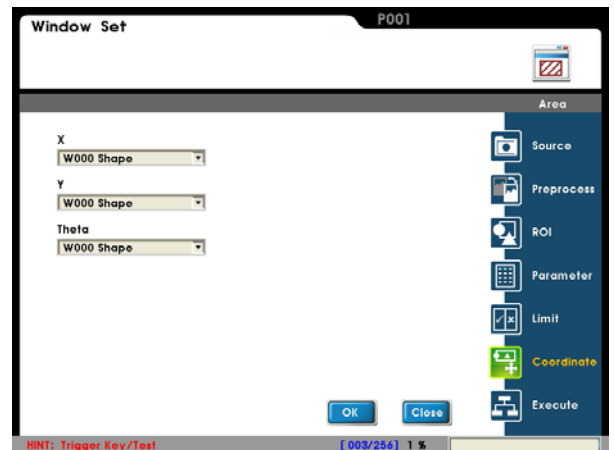 Window Set
P001
Area
X
W000 Shape
Y
W000 Shape
Theta
W000 Shape
Source
Preprocess
ROI
Parameter
Limit
Coordinate
Execute
OK
Close
HINT: Trigger Key/Test
[003/256] 1 %